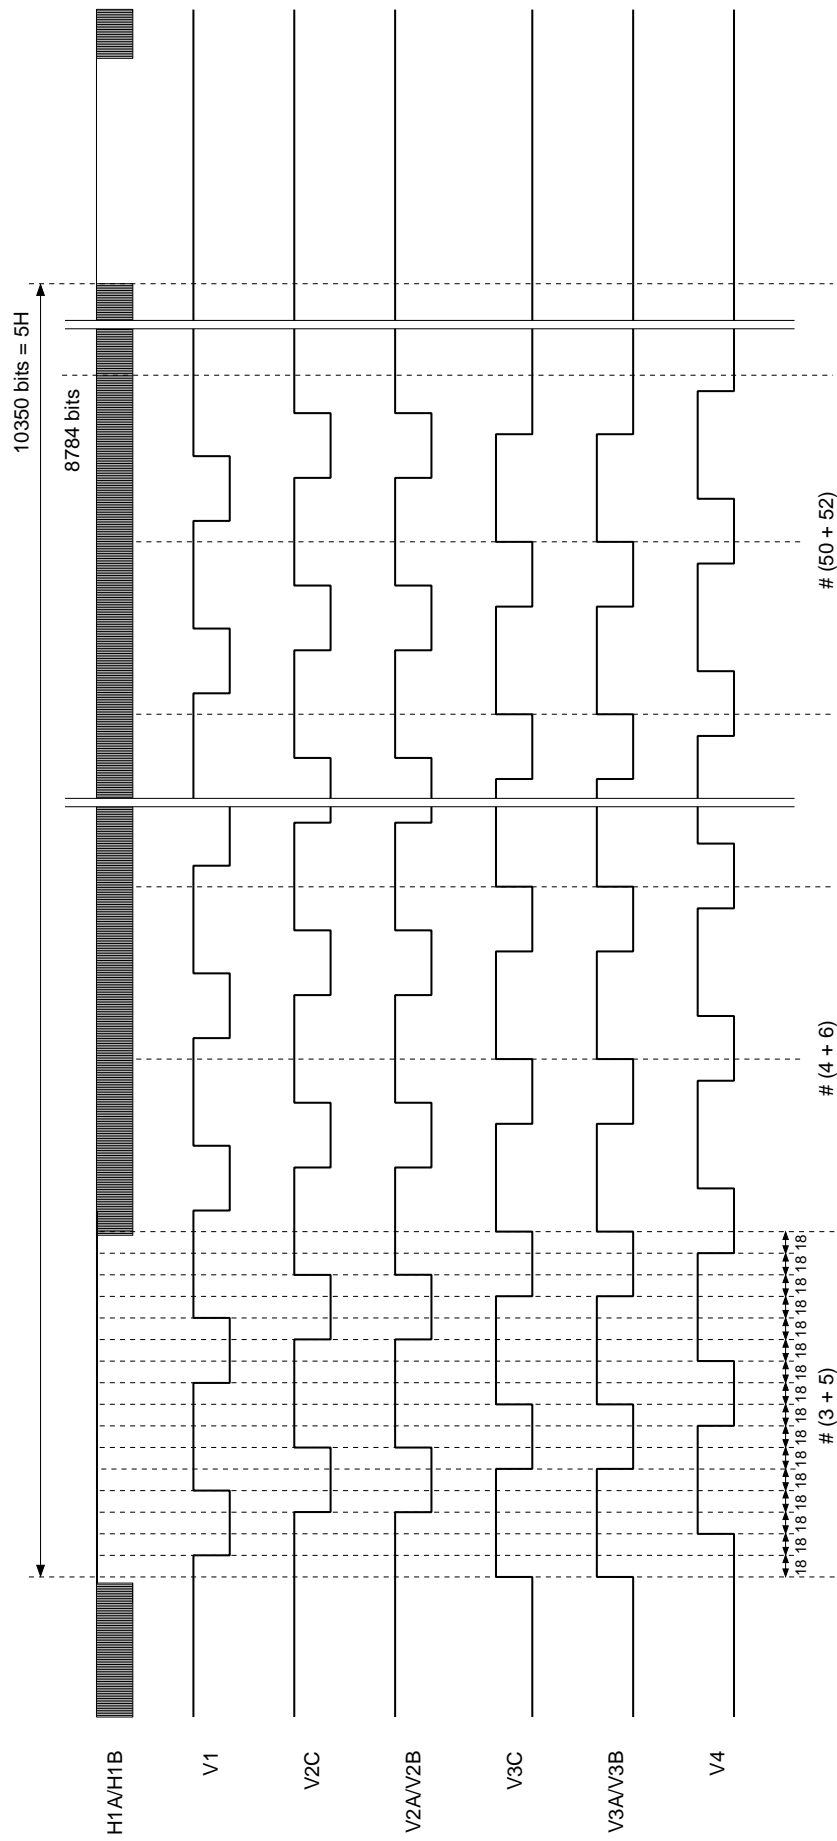 10350 bits = 5H
8784 bits
H1A/H1B
V1
V2C
V2A/V2B
V3C
V3A/V3B
V4
18 18 18 18 18 18 18 18 18 18 18 18 18 18 18 18
# (3 + 5)
# (4 + 6)
# (50 + 52)